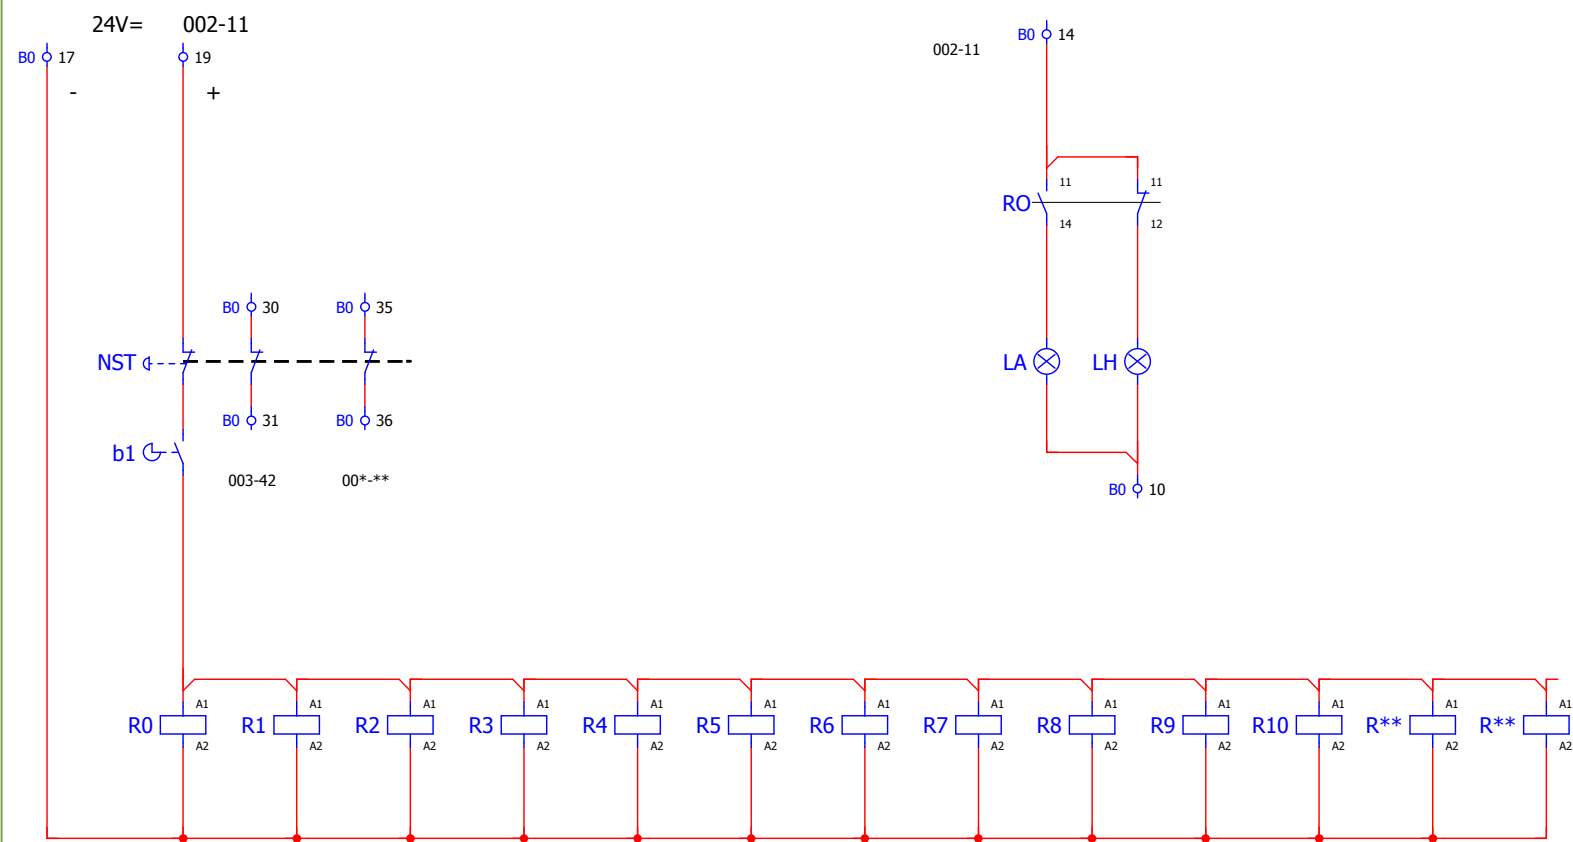 24V= 002-11
B0 17 19
- +
B0 14
002-11
11 11
RO
14 12
B0 30 B0 35
NST
LA LH
B0 31 B0 36
b1
003-42 00*-**
B0 10
A1 A1 A1 A1 A1 A1 A1 A1 A1 A1 A1 A1 A1
R0 R1 R2 R3 R4 R5 R6 R7 R8 R9 R10 R** R**
A2 A2 A2 A2 A2 A2 A2 A2 A2 A2 A2 A2 A2